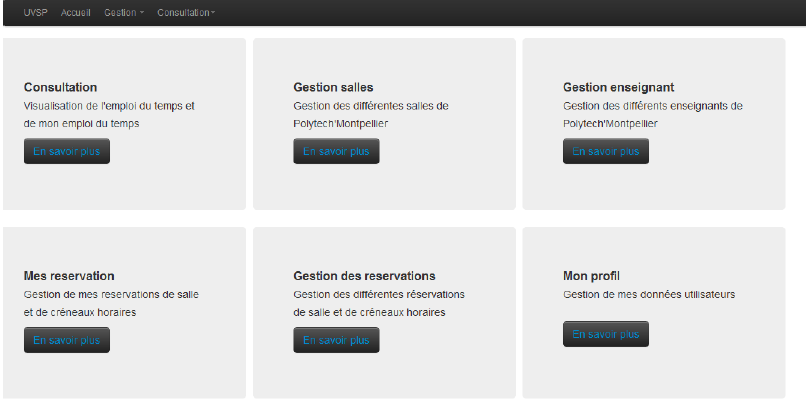 UVSP Accueil Gestion Consultation
Consultation
Visualisation de l'emploi du temps et
de mon emploi du temps
En savoir plus
Gestion salles
Gestion des différentes salles de
Polytech'Montpellier
En savoir plus
Gestion enseignant
Gestion des différents enseignants de
Polytech'Montpellier
En savoir plus
Mes reservation
Gestion de mes reservations de salle
et de créneaux horaires
En savoir plus
Gestion des reservations
Gestion des différentes réservations
de salle et de créneaux horaires
En savoir plus
Mon profil
Gestion de mes données utilisateurs
En savoir plus